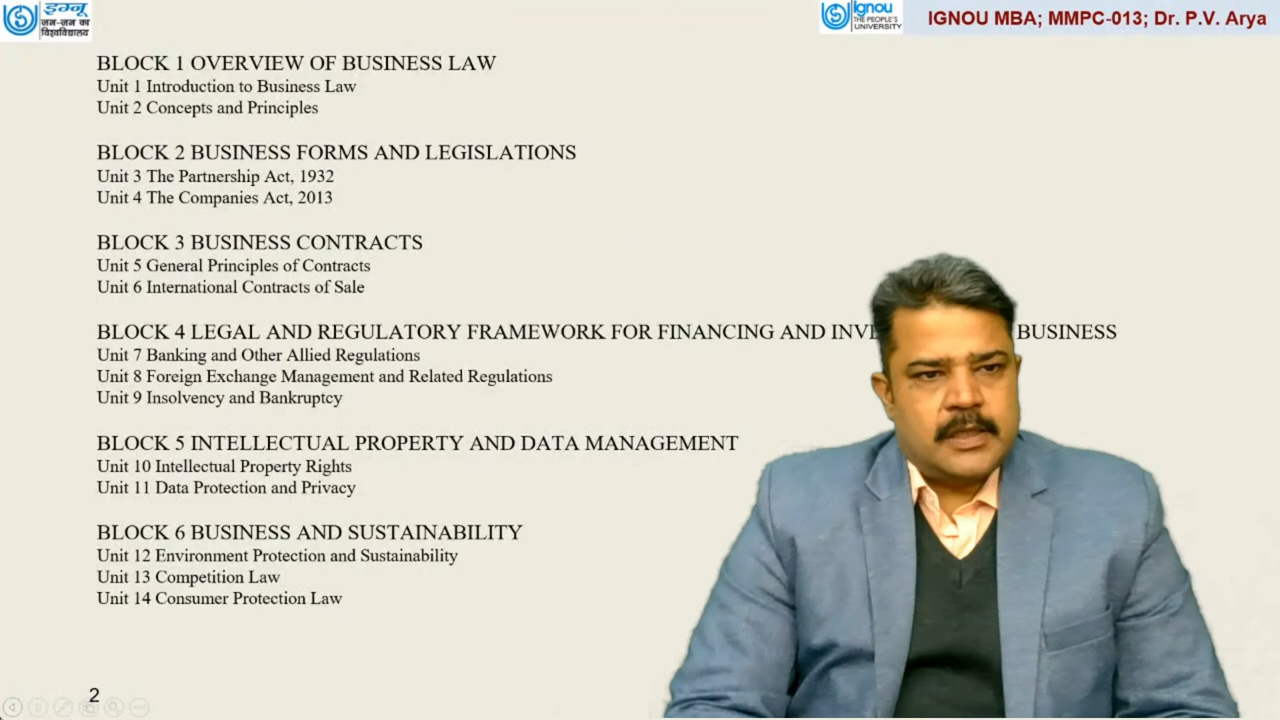 इग्नू
जन-जन का
विश्वविद्यालय
ignou
THE PEOPLE'S
UNIVERSITY
IGNOU MBA; MMPC-013; Dr. P.V. Arya
BLOCK 1 OVERVIEW OF BUSINESS LAW
Unit 1 Introduction to Business Law
Unit 2 Concepts and Principles
BLOCK 2 BUSINESS FORMS AND LEGISLATIONS
Unit 3 The Partnership Act, 1932
Unit 4 The Companies Act, 2013
BLOCK 3 BUSINESS CONTRACTS
Unit 5 General Principles of Contracts
Unit 6 International Contracts of Sale
BLOCK 4 LEGAL AND REGULATORY FRAMEWORK FOR FINANCING AND BUSINESS
Unit 7 Banking and Other Allied Regulations
Unit 8 Foreign Exchange Management and Related Regulations
Unit 9 Insolvency and Bankruptcy
BLOCK 5 INTELLECTUAL PROPERTY AND DATA MANAGEMENT
Unit 10 Intellectual Property Rights
Unit 11 Data Protection and Privacy
BLOCK 6 BUSINESS AND SUSTAINABILITY
Unit 12 Environment Protection and Sustainability
Unit 13 Competition Law
Unit 14 Consumer Protection Law
2